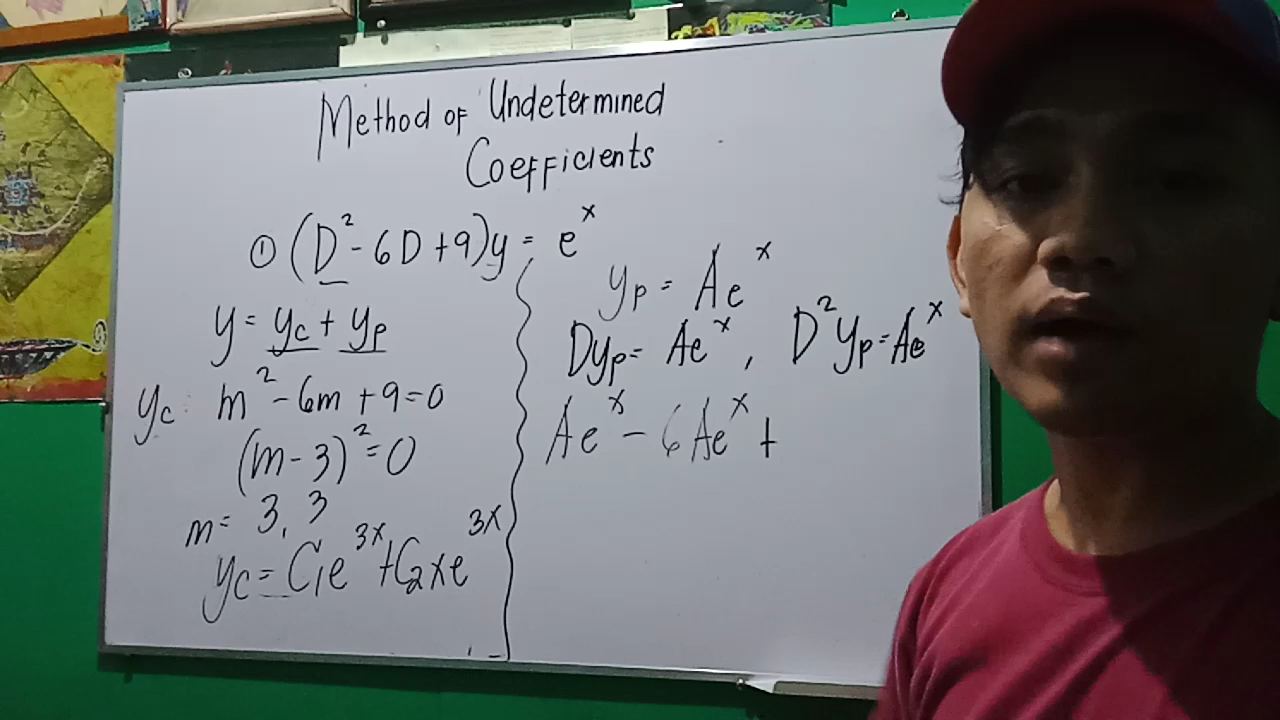 Method of Undetermined
Coefficients
① (D² - 6D + 9)y = eˣ
y = yc + yp
yc: m² - 6m + 9 = 0
(m - 3)² = 0
m = 3, 3
yc = C₁e³ˣ + C₂xe³ˣ
yp = Aeˣ
Dyp = Aeˣ, D²yp = Aeˣ
Aeˣ - 6Aeˣ +